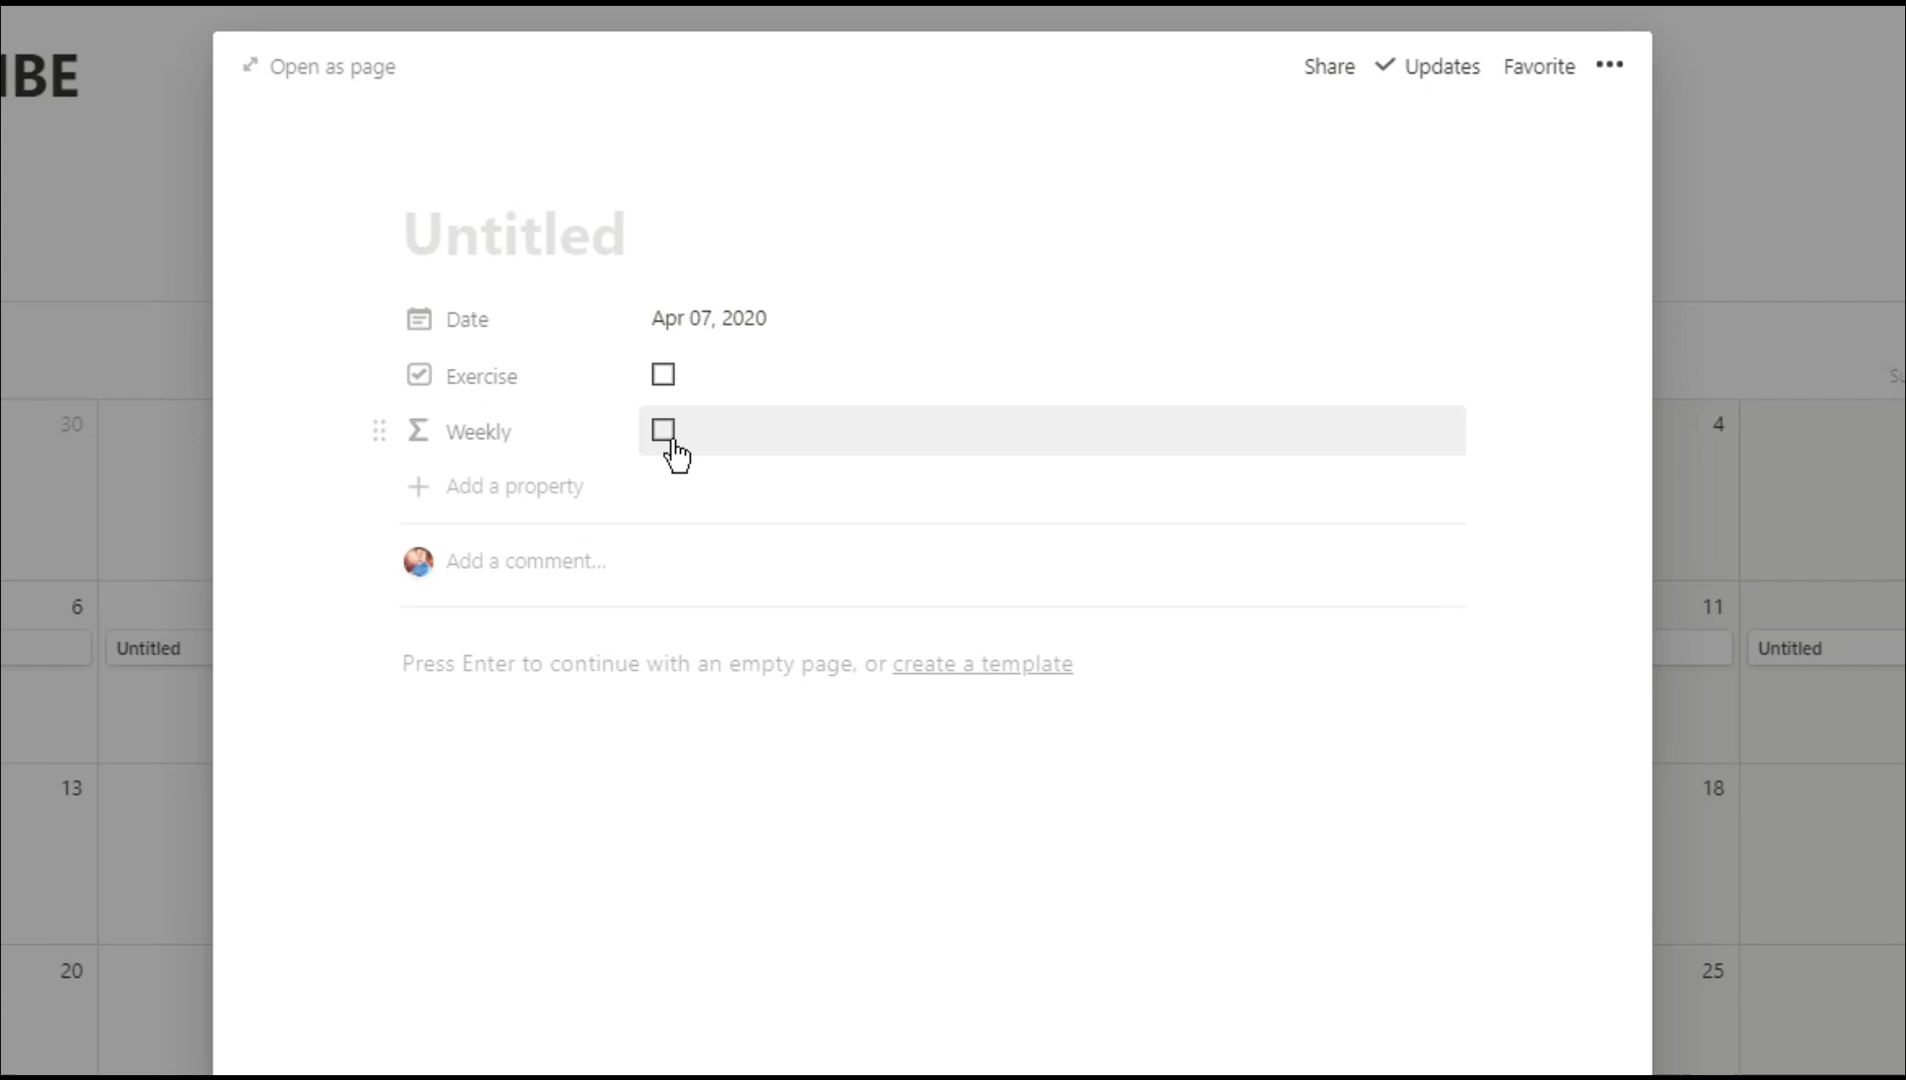 IBE
Open as page
Share
Updates
Favorite
Untitled
Date
Apr 07, 2020
Exercise
Weekly
Add a property
Add a comment...
Press Enter to continue with an empty page, or create a template
30
4
6
Untitled
11
Untitled
13
18
20
25